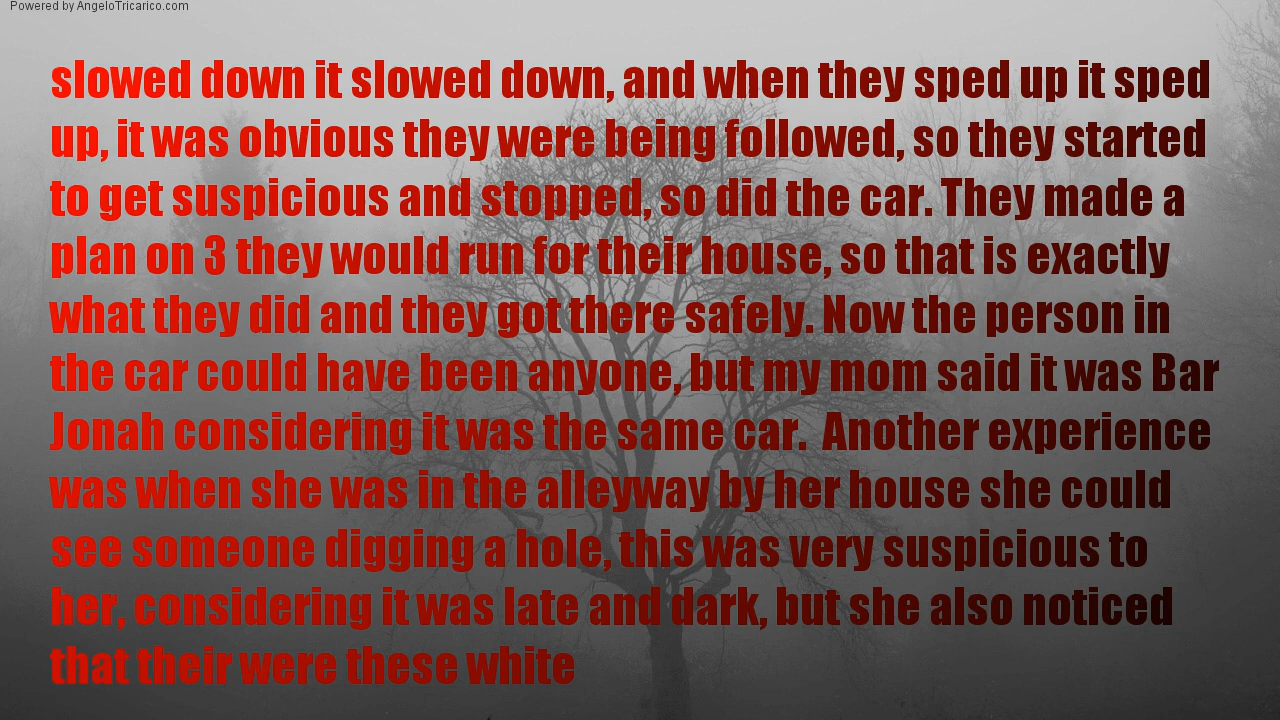 Powered by AngeloTricarico.com
slowed down it slowed down, and when they sped up it sped
up, it was obvious they were being followed, so they started
to get suspicious and stopped, so did the car. They made a
plan on 3 they would run for their house, so that is exactly
what they did and they got there safely. Now the person in
the car could have been anyone, but my mom said it was Bar
Jonah considering it was the same car.  Another experience
was when she was in the alleyway by her house she could
see someone digging a hole, this was very suspicious to
her, considering it was late and dark, but she also noticed
that their were these white